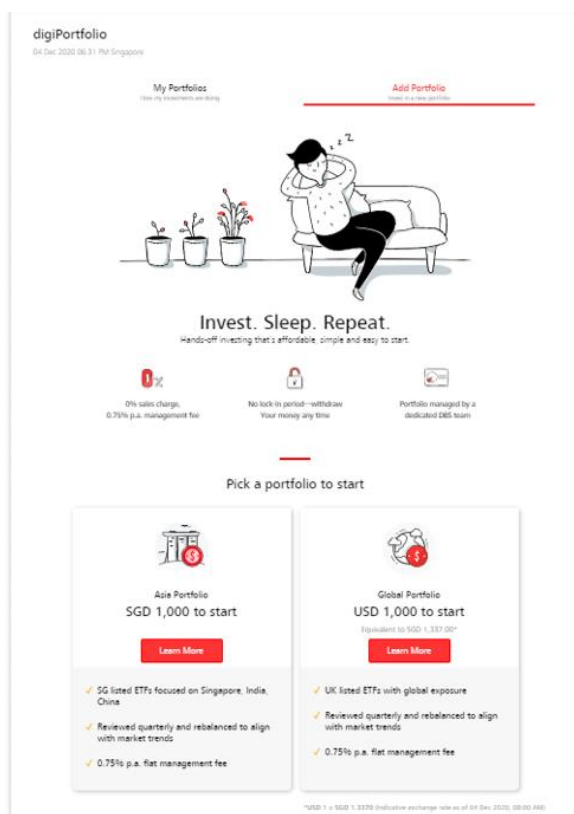 digiPortfolio
04 Dec 2020 06:31 PM Singapore
My Portfolios
How my investments are doing
Add Portfolio
Invest in a new portfolio
z z Z
Invest. Sleep. Repeat.
Hands-off investing that's affordable, simple and easy to start.
0%
0% sales charge,
0.75% p.a. management fee
No lock-in period—withdraw
Your money any time
Portfolio managed by a
dedicated DBS team
Pick a portfolio to start
$
Asia Portfolio
SGD 1,000 to start
Learn More
✓ SG listed ETFs focused on Singapore, India,
China
✓ Reviewed quarterly and rebalanced to align
with market trends
✓ 0.75% p.a. flat management fee
$
Global Portfolio
USD 1,000 to start
Equivalent to SGD 1,337.00*
Learn More
✓ UK listed ETFs with global exposure
✓ Reviewed quarterly and rebalanced to align
with market trends
✓ 0.75% p.a. flat management fee
*USD 1 = SGD 1.3370 (Indicative exchange rate as of 04 Dec 2020, 08:00 AM)